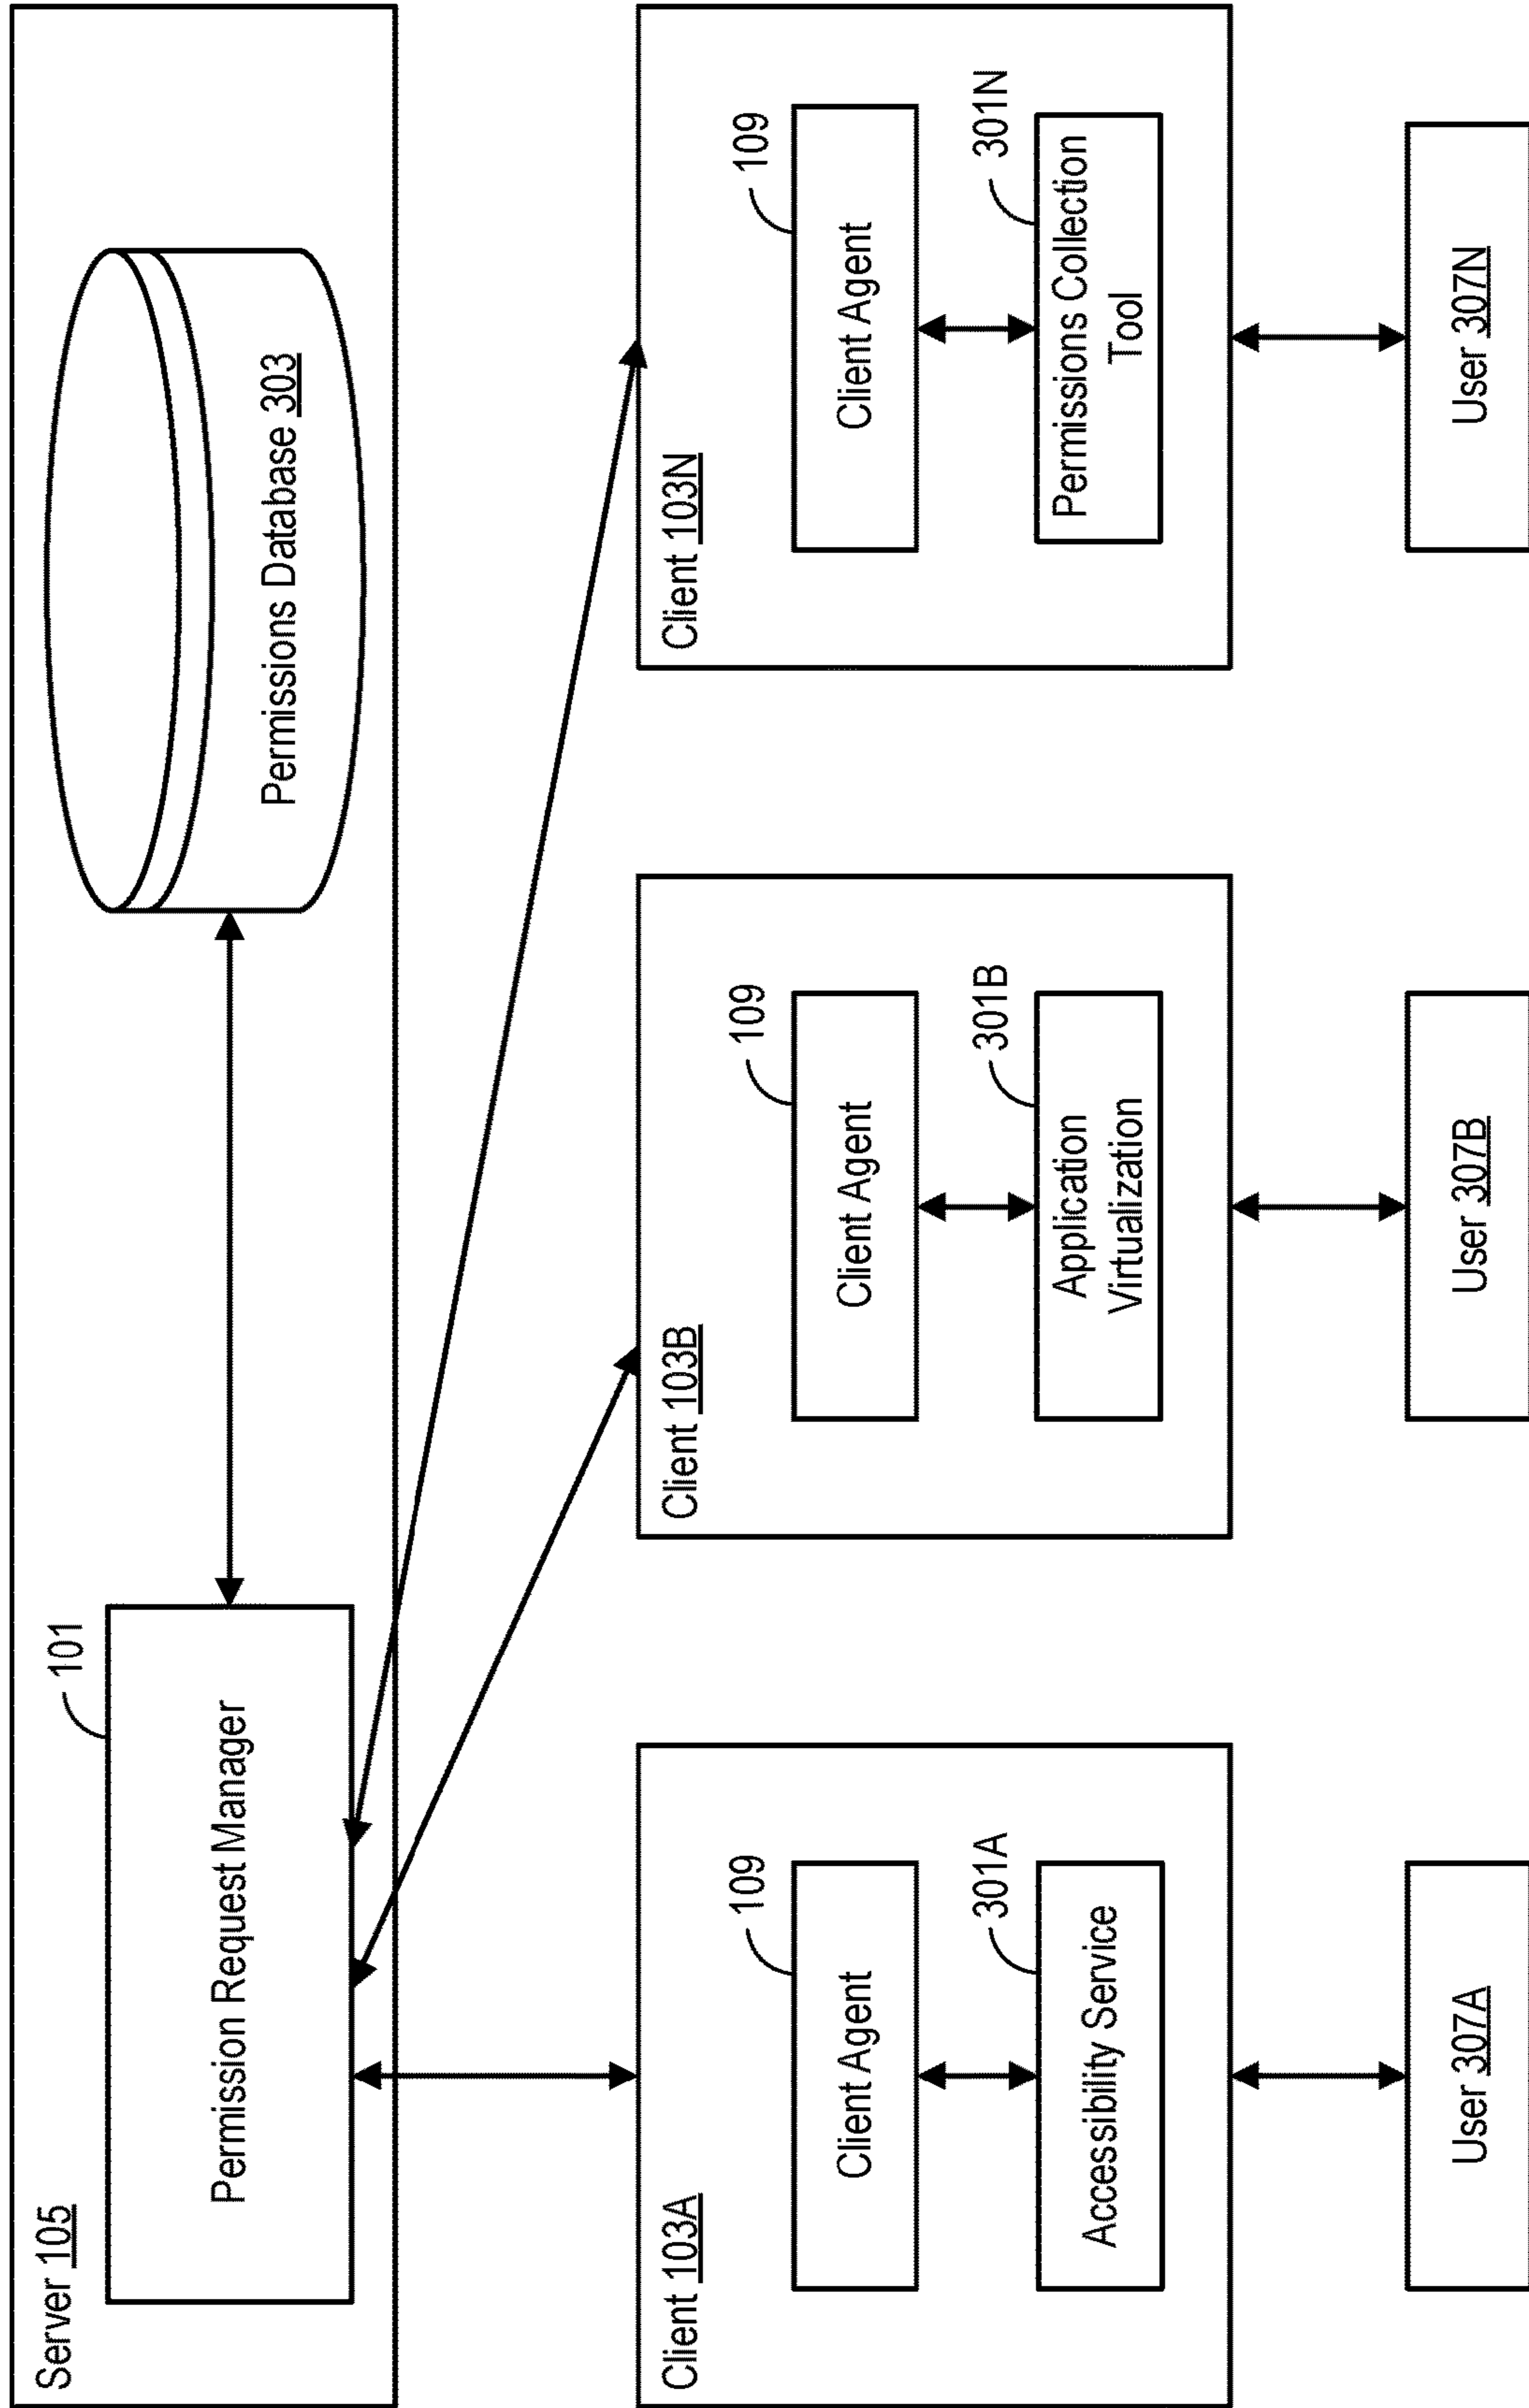 Server 105
101
Permission Request Manager
Permissions Database 303
Client 103A
109
Client Agent
301A
Accessibility Service
User 307A
Client 103B
109
Client Agent
301B
Application
Virtualization
User 307B
Client 103N
109
Client Agent
301N
Permissions Collection
Tool
User 307N